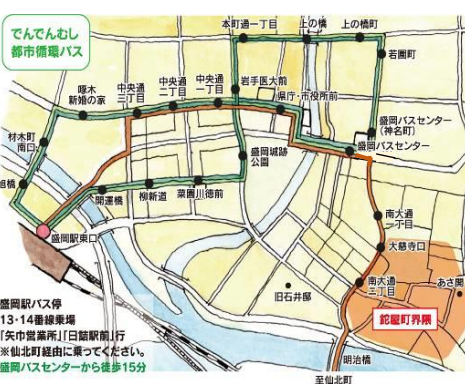 でんでんむし
都市循環バス
本町通一丁目
上の橋
上の橋町
若園町
啄木
新婚の家
中央通
三丁目
中央通
二丁目
中央通
一丁目
岩手医大前
県庁・市役所前
盛岡バスセンター
(神名町)
盛岡バスセンター
材木町
南口
旭橋
盛岡城跡
公園
開運橋
柳新道
菜園川徳前
盛岡駅東口
南大通
一丁目
大慈寺口
南大通
二丁目
あさ開
旧石井邸
鉈屋町界隈
明治橋
至仙北町
盛岡駅バス停
13・14番線乗場
「矢巾営業所」「日詰駅前」行
※仙北町経由に乗ってください。
盛岡バスセンターから徒歩15分